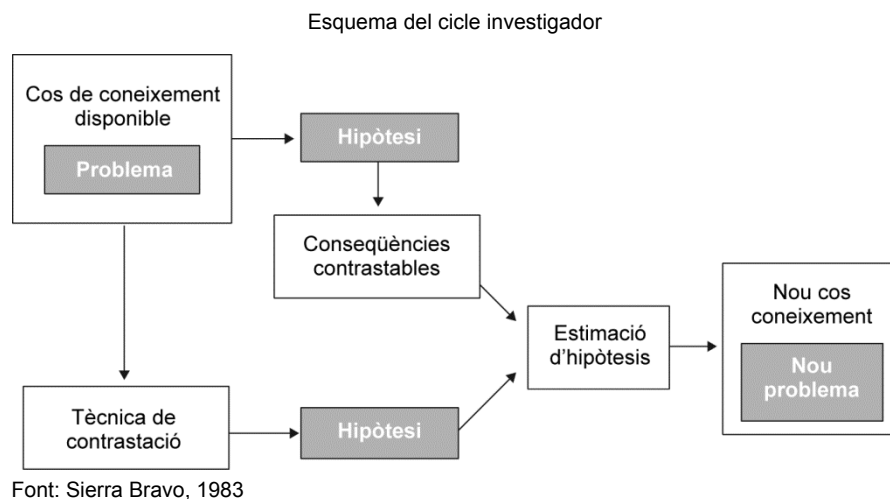 Esquema del cicle investigador
Cos de coneixement
disponible
Problema
Hipòtesi
Conseqüències
contrastables
Tècnica de
contrastació
Hipòtesi
Estimació
d’hipòtesis
Nou cos
coneixement
Nou
problema
Font: Sierra Bravo, 1983